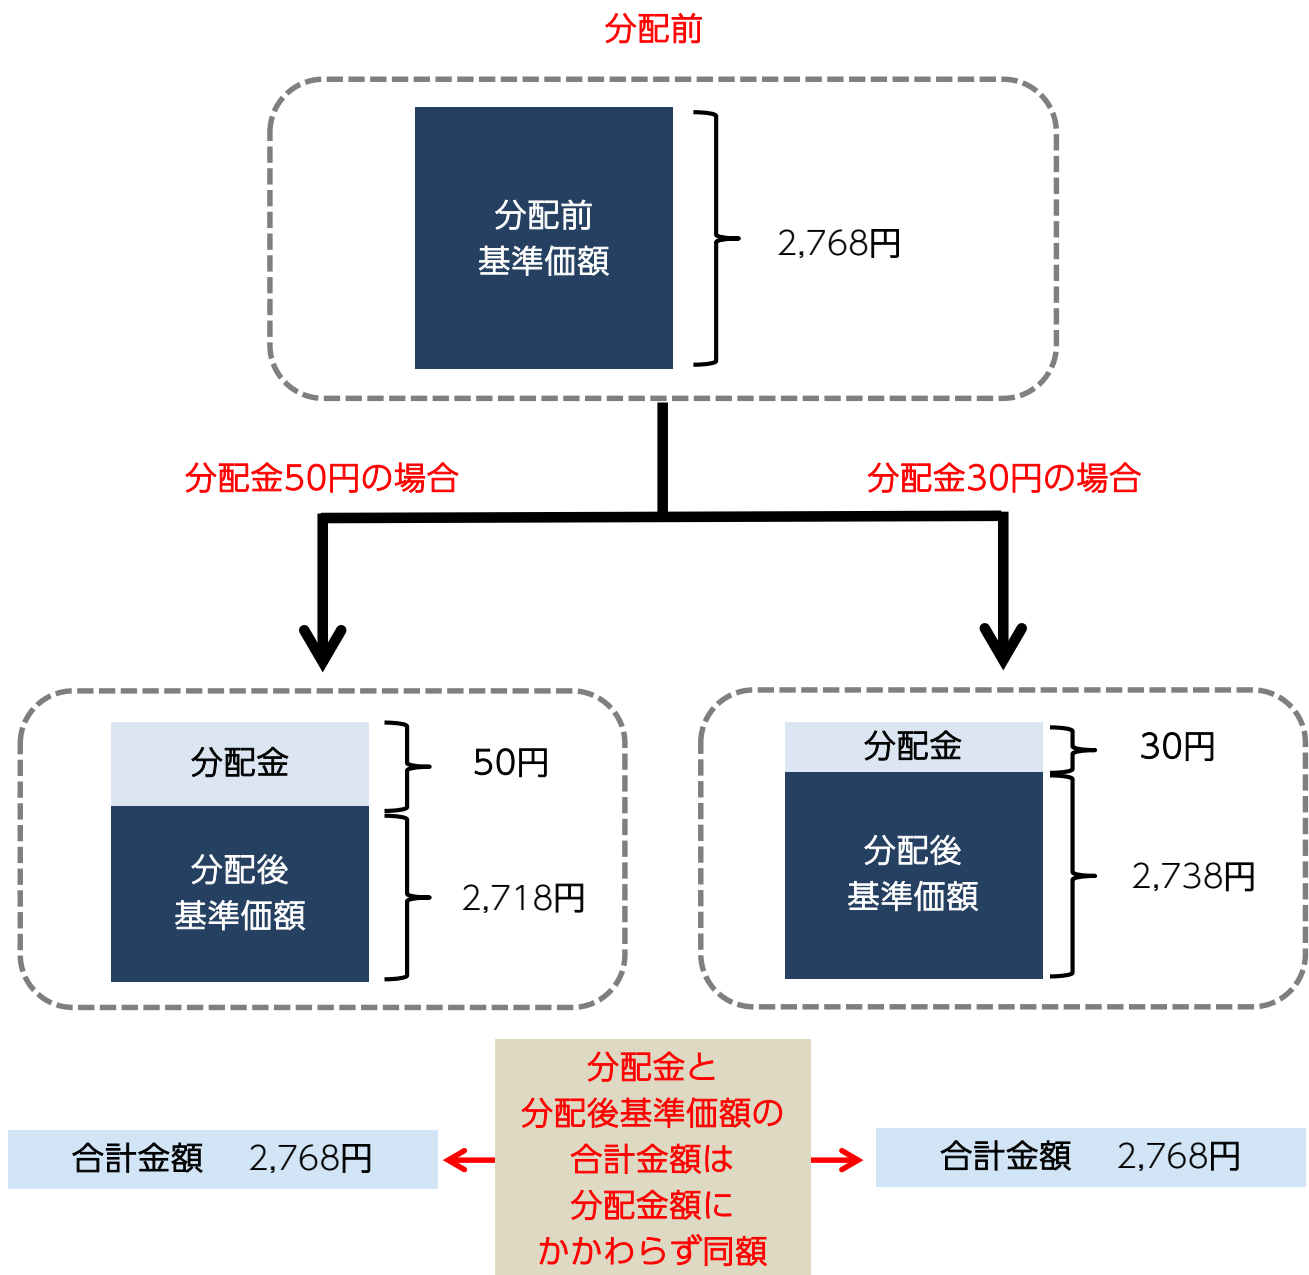 分配前
分配前
基準価額
2,768円
分配金50円の場合
分配金30円の場合
分配金
50円
分配後
基準価額
2,718円
分配金
30円
分配後
基準価額
2,738円
合計金額 2,768円
分配金と
分配後基準価額の
合計金額は
分配金額に
かかわらず同額
合計金額 2,768円